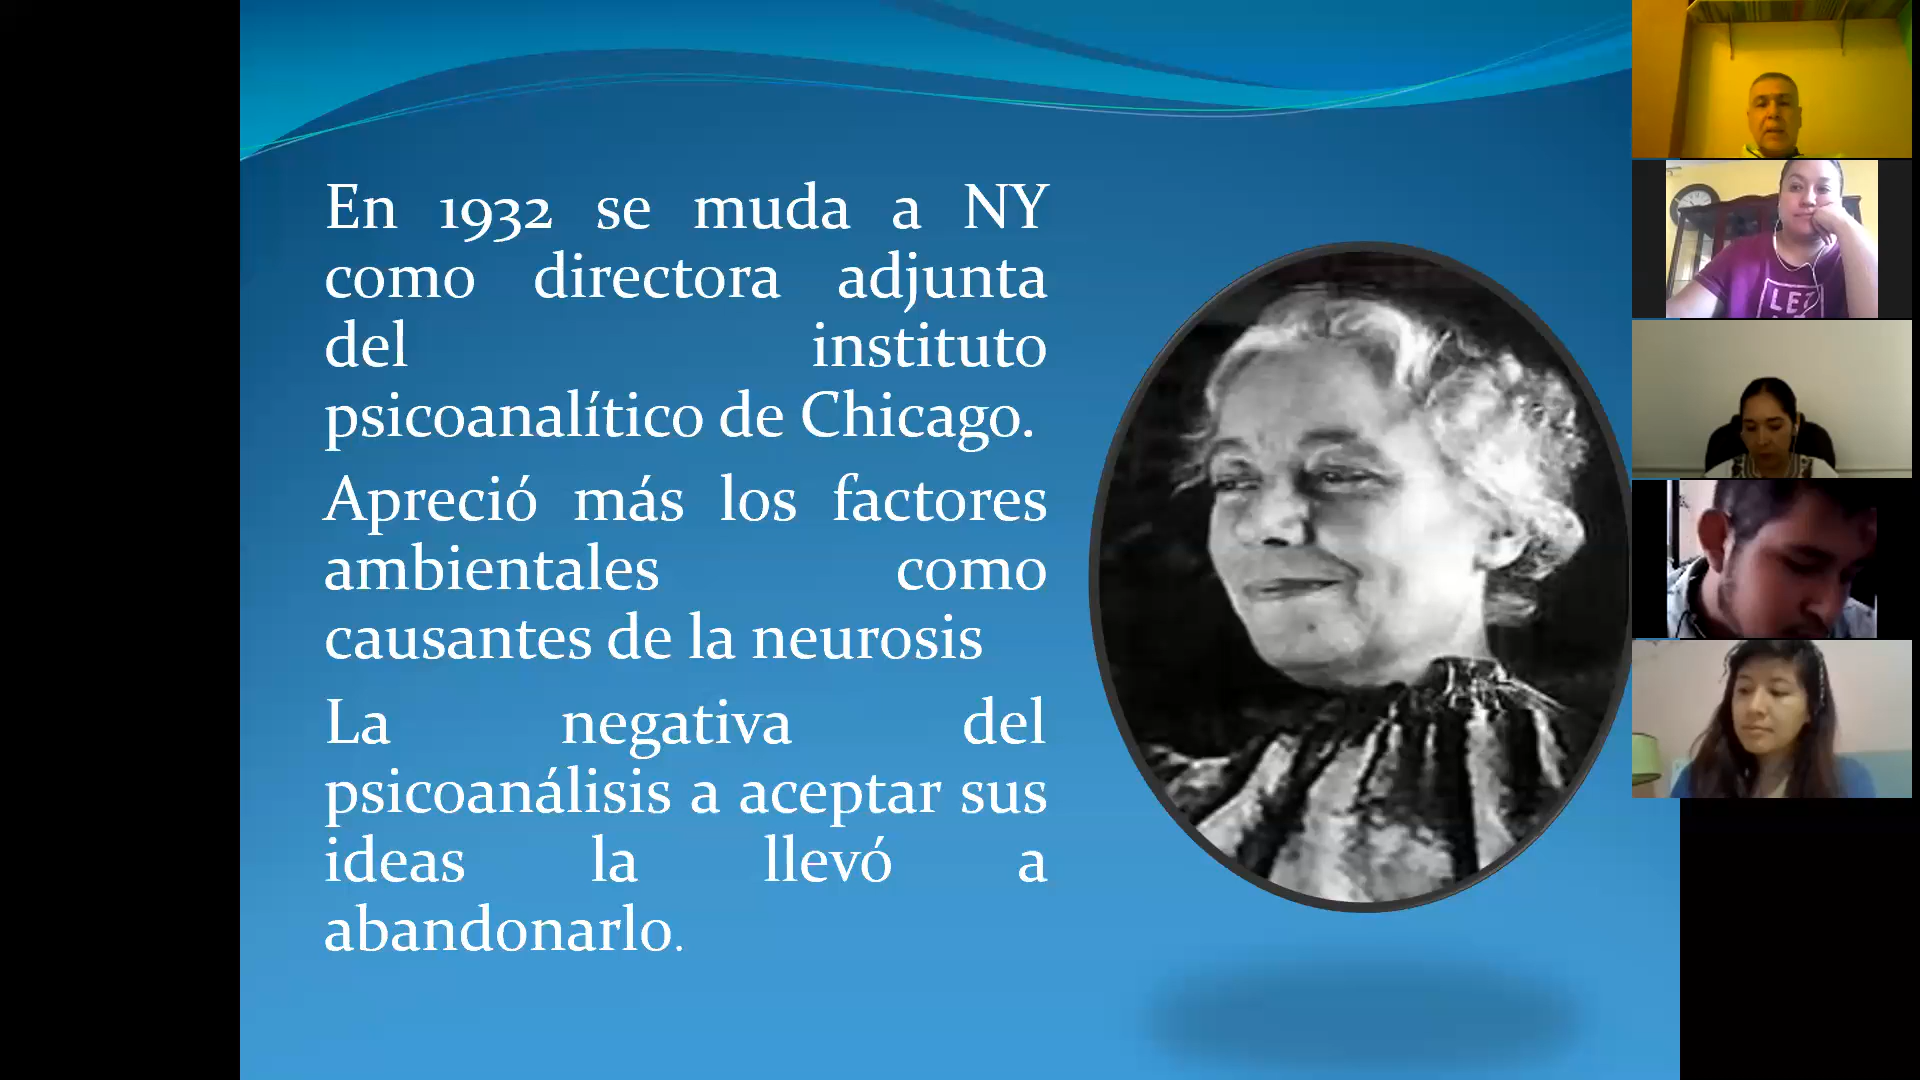 En 1932 se muda a NY
como directora adjunta
del instituto
psicoanalítico de Chicago.
Apreció más los factores
ambientales como
causantes de la neurosis
La negativa del
psicoanálisis a aceptar sus
ideas la llevó a
abandonarlo.